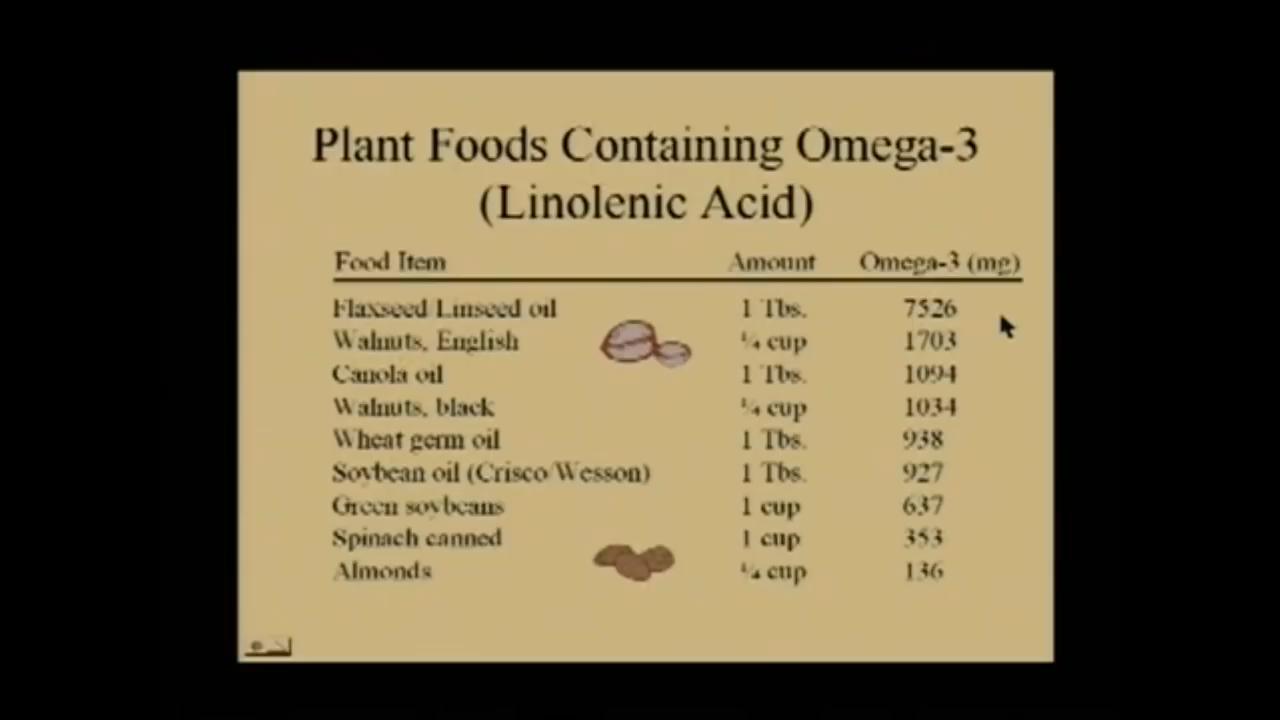 Plant Foods Containing Omega-3
(Linolenic Acid)
Food Item Amount Omega-3 (mg)
Flaxseed/Linseed oil 1 Tbs. 7526
Walnuts, English ¼ cup 1703
Canola oil 1 Tbs. 1094
Walnuts, black ¼ cup 1034
Wheat germ oil 1 Tbs. 938
Soybean oil (Crisco/Wesson) 1 Tbs. 927
Green soybeans 1 cup 637
Spinach canned 1 cup 353
Almonds ¼ cup 136